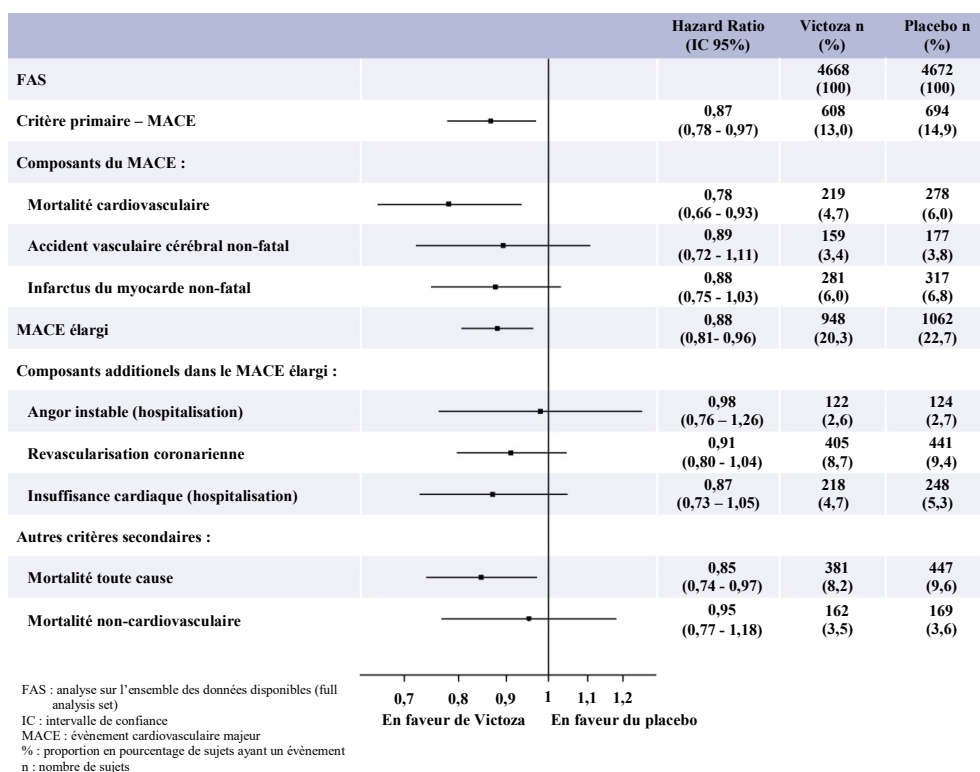 Hazard Ratio Victoza n Placebo n
(IC 95%) (%) (%)
FAS 4668 4672
(100) (100)
Critère primaire – MACE 0,87 608 694
(0,78 - 0,97) (13,0) (14,9)
Composants du MACE :
Mortalité cardiovasculaire 0,78 219 278
(0,66 - 0,93) (4,7) (6,0)
Accident vasculaire cérébral non-fatal 0,89 159 177
(0,72 - 1,11) (3,4) (3,8)
Infarctus du myocarde non-fatal 0,88 281 317
(0,75 - 1,03) (6,0) (6,8)
MACE élargi 0,88 948 1062
(0,81- 0,96) (20,3) (22,7)
Composants additionels dans le MACE élargi :
Angor instable (hospitalisation) 0,98 122 124
(0,76 – 1,26) (2,6) (2,7)
Revascularisation coronarienne 0,91 405 441
(0,80 - 1,04) (8,7) (9,4)
Insuffisance cardiaque (hospitalisation) 0,87 218 248
(0,73 – 1,05) (4,7) (5,3)
Autres critères secondaires :
Mortalité toute cause 0,85 381 447
(0,74 - 0,97) (8,2) (9,6)
Mortalité non-cardiovasculaire 0,95 162 169
(0,77 - 1,18) (3,5) (3,6)
0,7 0,8 0,9 1 1,1 1,2
En faveur de Victoza En faveur du placebo
FAS : analyse sur l’ensemble des données disponibles (full
analysis set)
IC : intervalle de confiance
MACE : évènement cardiovasculaire majeur
% : proportion en pourcentage de sujets ayant un évènement
n : nombre de sujets